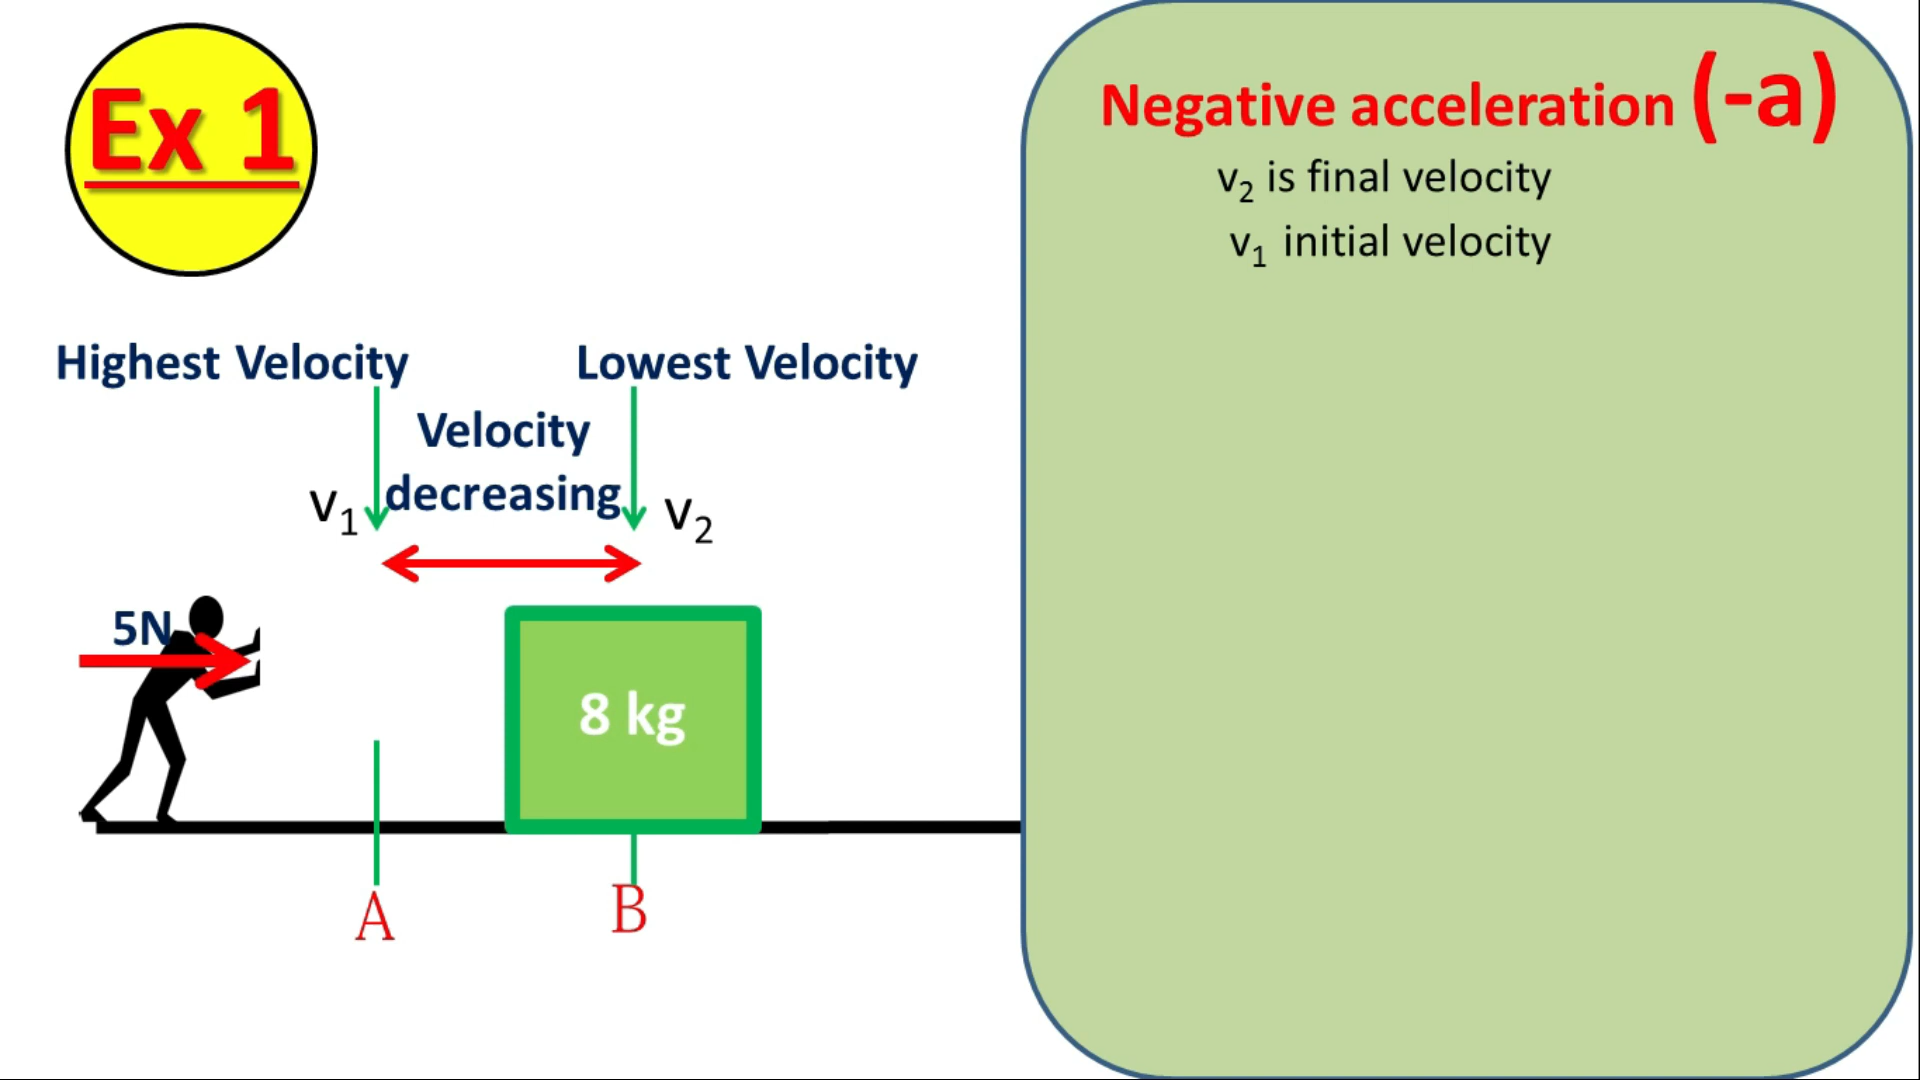 Ex 1
Negative acceleration (-a)
v₂ is final velocity
v₁ initial velocity
Highest Velocity
Lowest Velocity
Velocity
decreasing
v₁
v₂
5N
8 kg
A
B